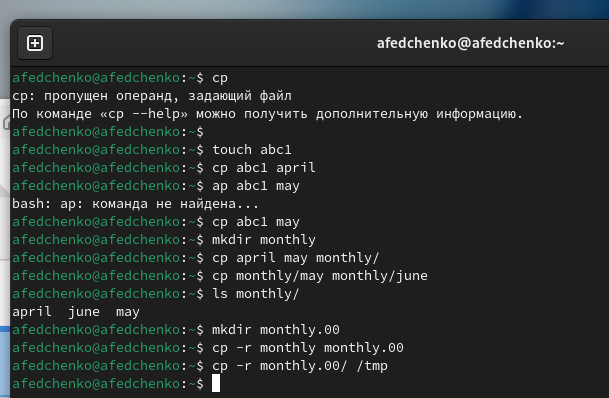 afedchenko@afedchenko:~
afedchenko@afedchenko:~$ cp
cp: пропущен операнд, задающий файл
По команде «cp --help» можно получить дополнительную информацию.
afedchenko@afedchenko:~$
afedchenko@afedchenko:~$ touch abc1
afedchenko@afedchenko:~$ cp abc1 april
afedchenko@afedchenko:~$ ap abc1 may
bash: ap: команда не найдена...
afedchenko@afedchenko:~$ cp abc1 may
afedchenko@afedchenko:~$ mkdir monthly
afedchenko@afedchenko:~$ cp april may monthly/
afedchenko@afedchenko:~$ cp monthly/may monthly/june
afedchenko@afedchenko:~$ ls monthly/
april  june  may
afedchenko@afedchenko:~$ mkdir monthly.00
afedchenko@afedchenko:~$ cp -r monthly monthly.00
afedchenko@afedchenko:~$ cp -r monthly.00/ /tmp
afedchenko@afedchenko:~$